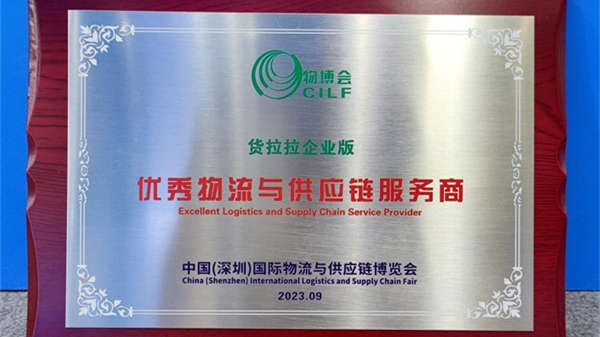 物博会
CILF
货拉拉企业版
优秀物流与供应链服务商
Excellent Logistics and Supply Chain Service Provider
中国(深圳)国际物流与供应链博览会
China (Shenzhen) International Logistics and Supply Chain Fair
2023.09